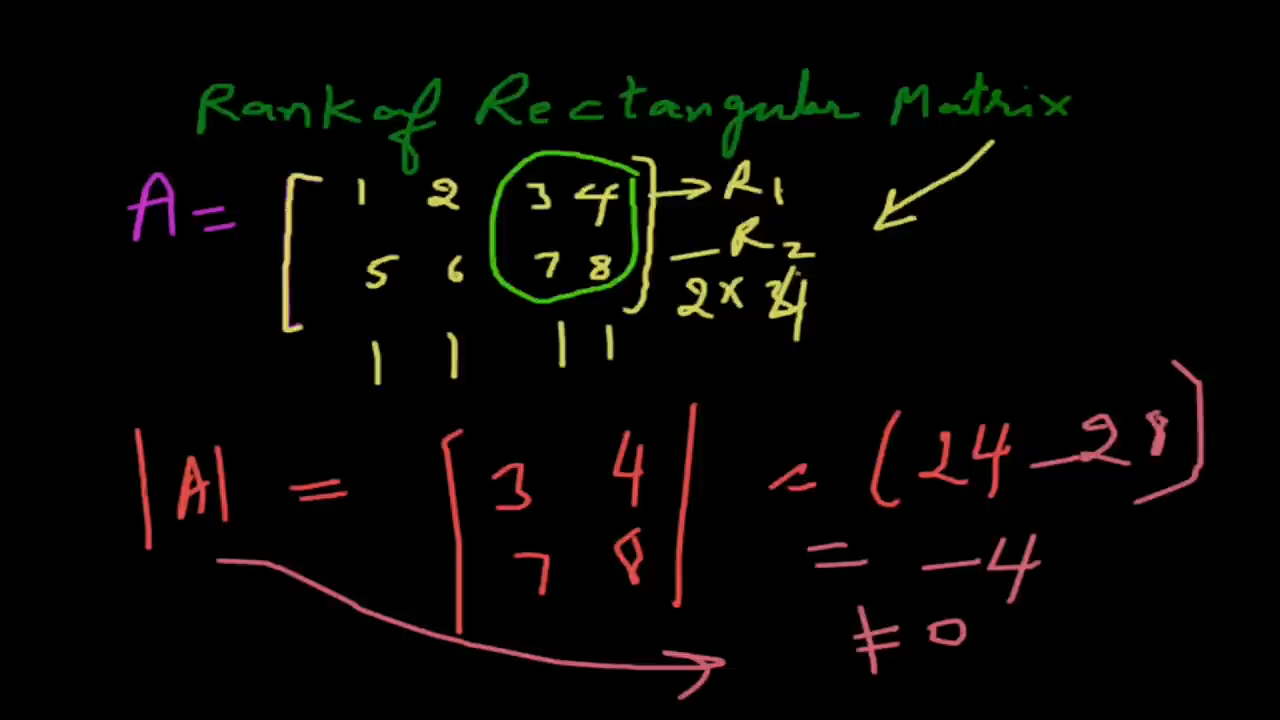 Rank of Rectangular Matrix
A = [ 1 2 3 4 ] → R1
5 6 7 8 — R2
2 x 4
| | | |
|A| = | 3 4 | = (24 - 28)
7 8
= -4
≠ 0